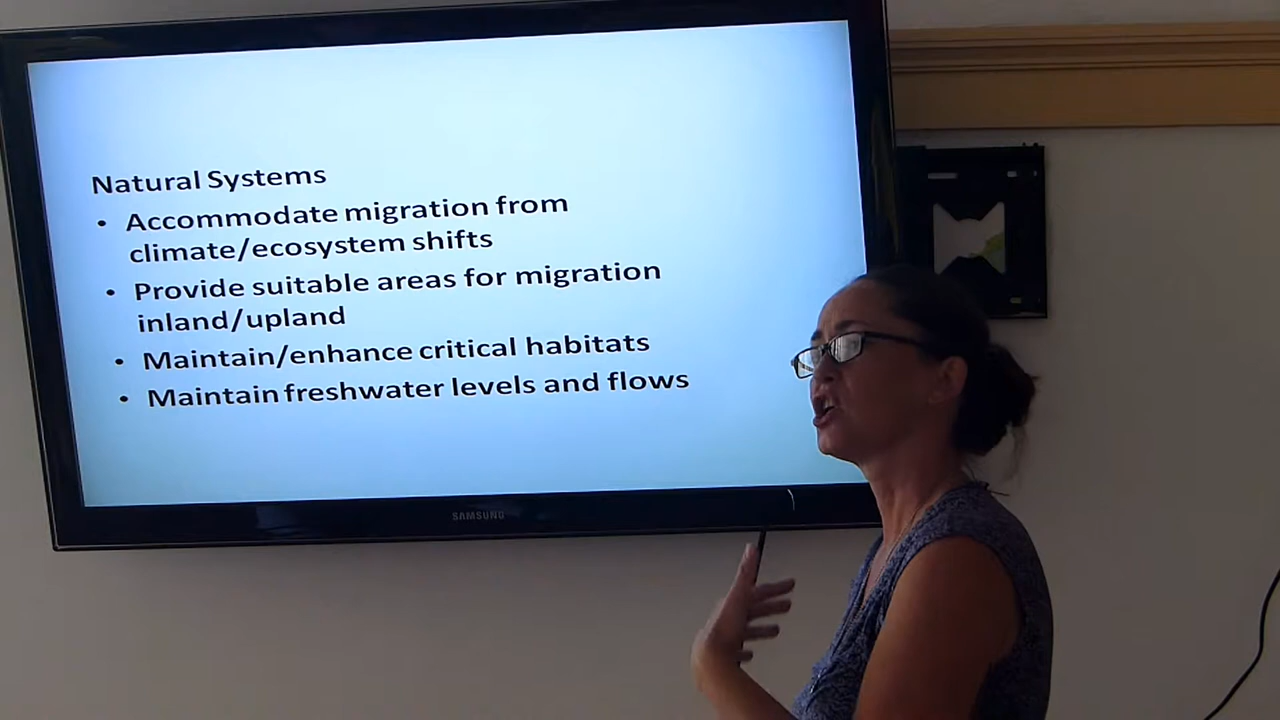 Natural Systems
• Accommodate migration from
climate/ecosystem shifts
• Provide suitable areas for migration
inland/upland
• Maintain/enhance critical habitats
• Maintain freshwater levels and flows
SAMSUNG